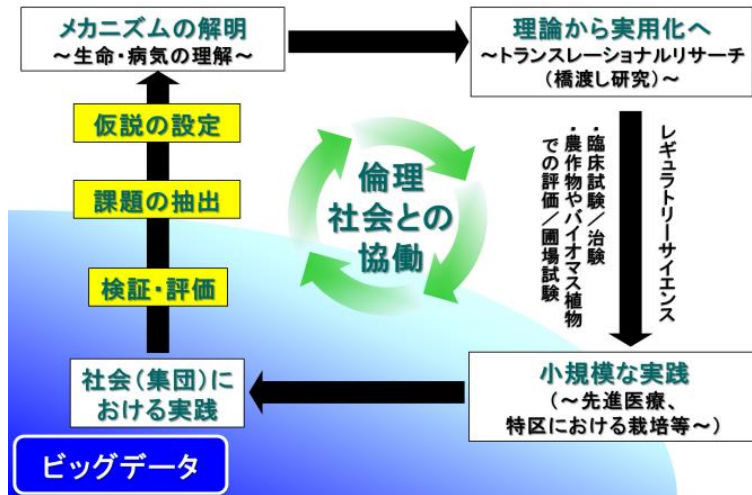 メカニズムの解明
～生命・病気の理解～
理論から実用化へ
～トランスレーショナルリサーチ
（橋渡し研究）～
仮説の設定
課題の抽出
検証・評価
倫理
社会との
協働
レギュラトリーサイエンス
・臨床試験／治験
・農作物やバイオマス植物
での評価／圃場試験
社会（集団）に
おける実践
小規模な実践
（～先進医療、
特区における栽培等～）
ビッグデータ